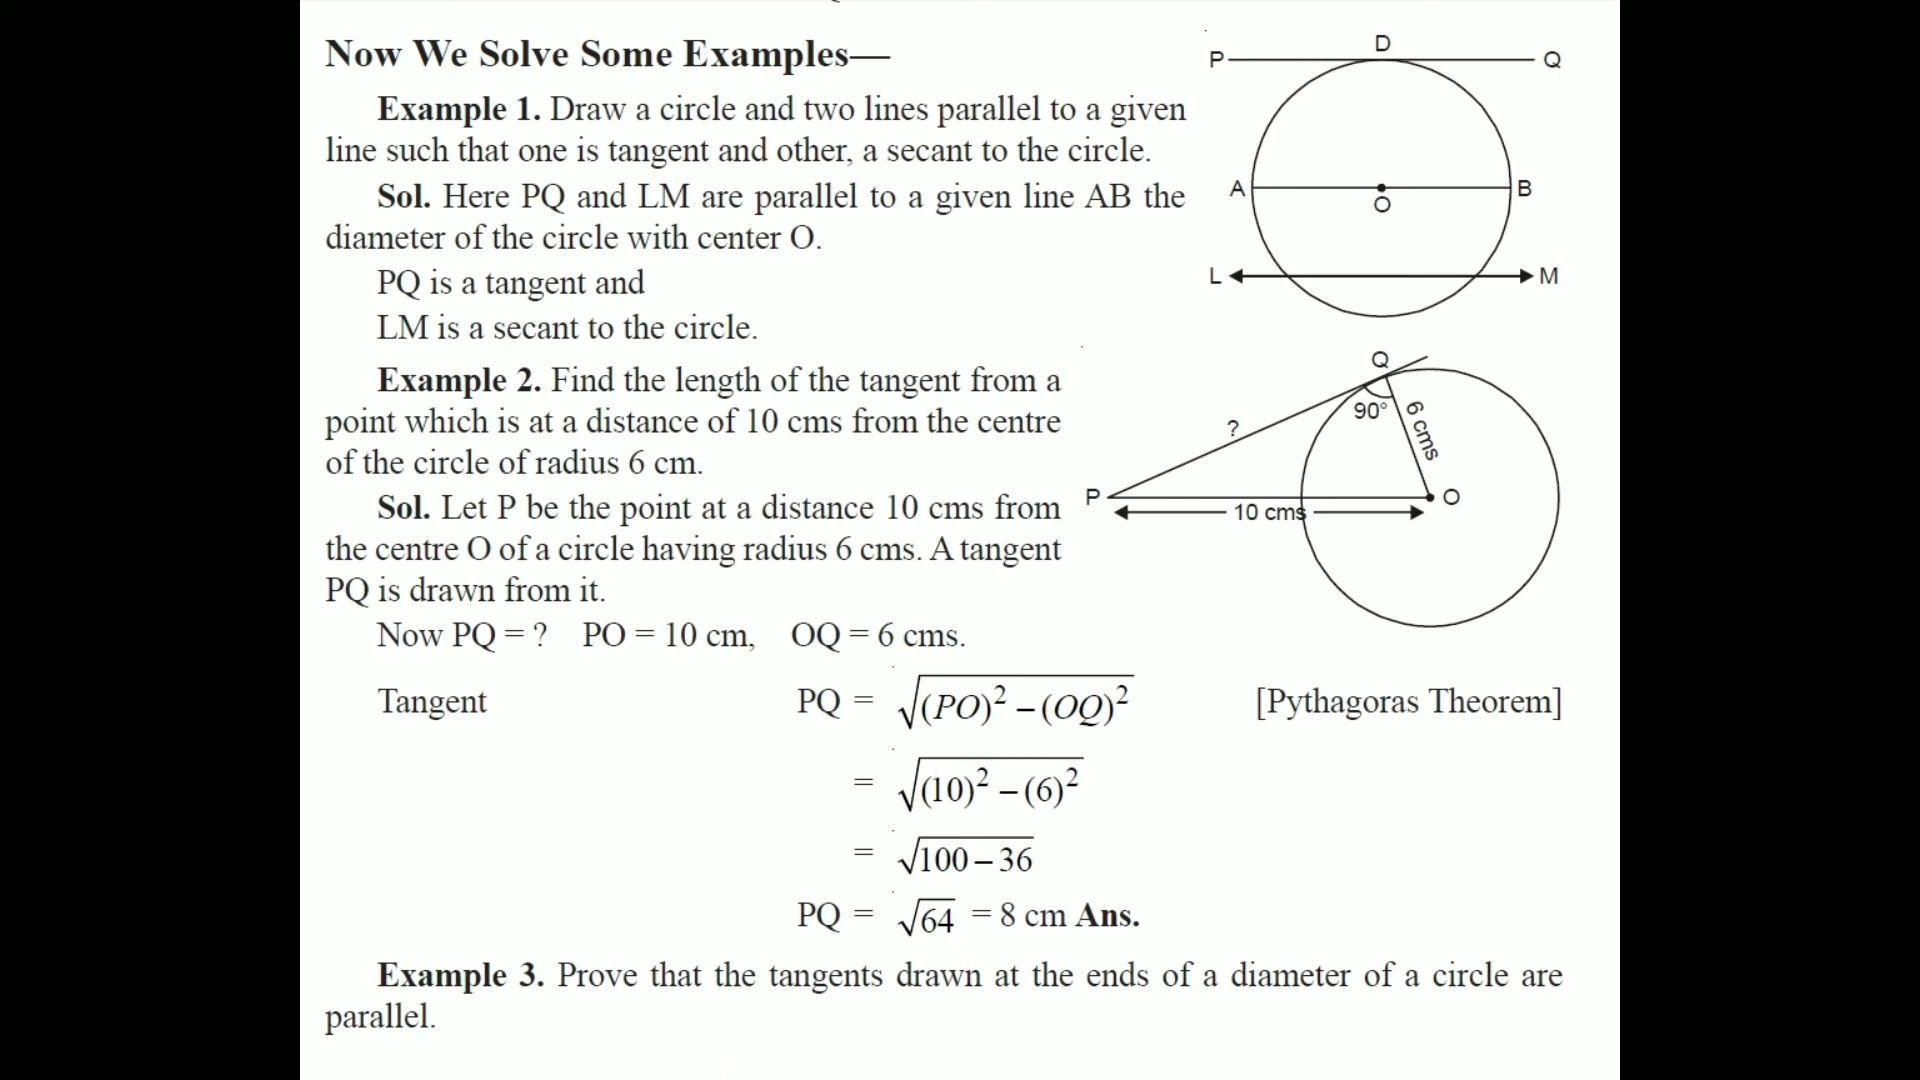 Now We Solve Some Examples—
Example 1. Draw a circle and two lines parallel to a given
line such that one is tangent and other, a secant to the circle.
Sol. Here PQ and LM are parallel to a given line AB the
diameter of the circle with center O.
PQ is a tangent and
LM is a secant to the circle.
P D Q
A O B
L M
Example 2. Find the length of the tangent from a
point which is at a distance of 10 cms from the centre
of the circle of radius 6 cm.
Sol. Let P be the point at a distance 10 cms from
the centre O of a circle having radius 6 cms. A tangent
PQ is drawn from it.
Q
90°
6 cms
?
P O
10 cms
Now PQ = ? PO = 10 cm, OQ = 6 cms.
Tangent PQ = √(PO)² – (OQ)² [Pythagoras Theorem]
= √(10)² – (6)²
= √100 – 36
PQ = √64 = 8 cm Ans.
Example 3. Prove that the tangents drawn at the ends of a diameter of a circle are
parallel.